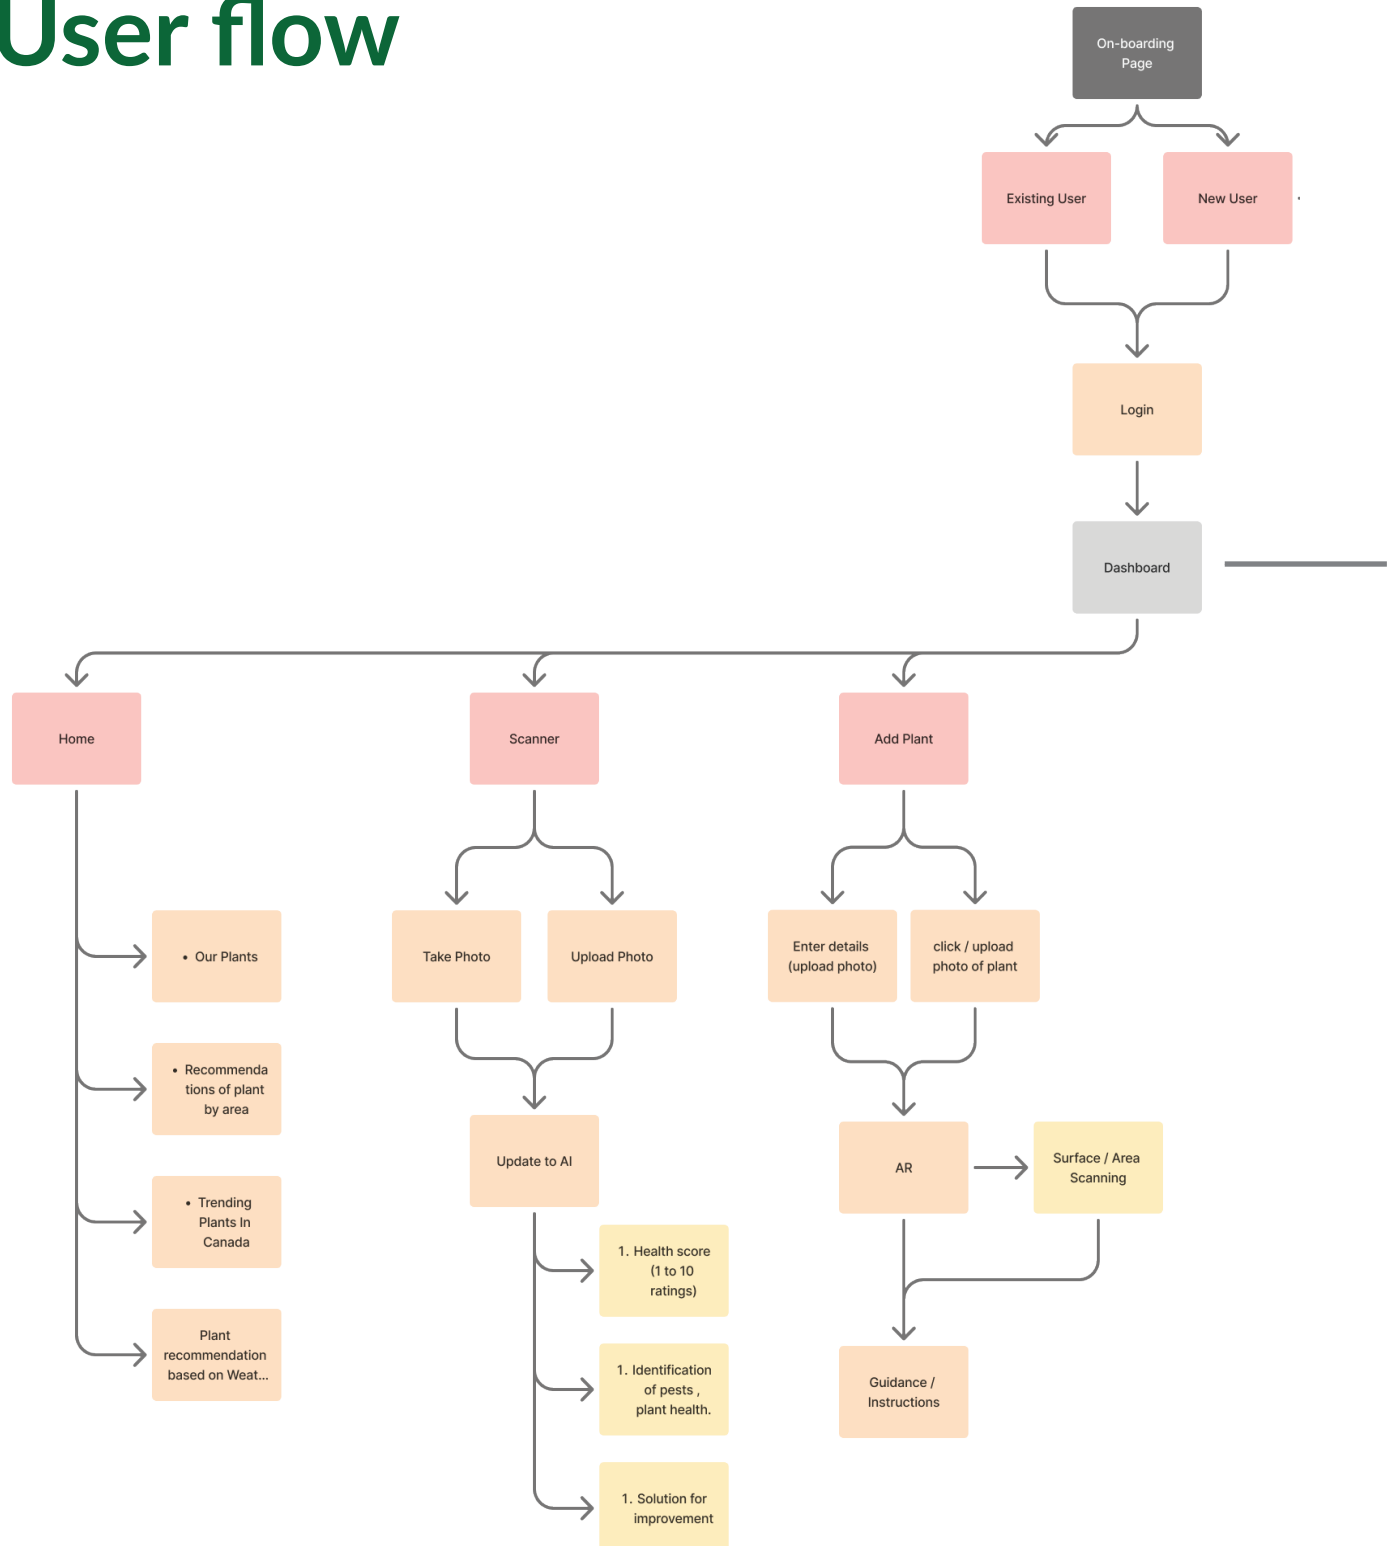 User flow
On-boarding
Page
Existing User
New User
Login
Dashboard
Home
Scanner
Add Plant
• Our Plants
Take Photo
Upload Photo
Enter details
(upload photo)
click / upload
photo of plant
• Recommenda
tions of plant
by area
Update to AI
AR
Surface / Area
Scanning
• Trending
Plants In
Canada
1. Health score
(1 to 10
ratings)
Plant
recommendation
based on Weat...
1. Identification
of pests ,
plant health.
Guidance /
Instructions
1. Solution for
improvement